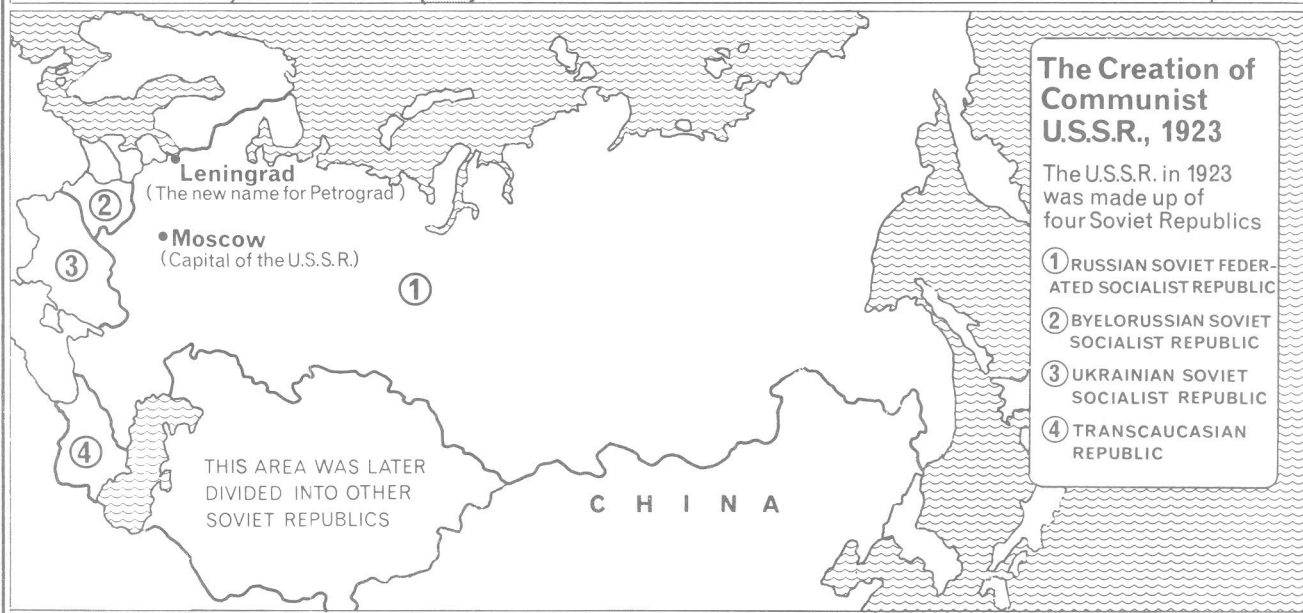 The Creation of
Communist
U.S.S.R., 1923
The U.S.S.R. in 1923
was made up of
four Soviet Republics
① RUSSIAN SOVIET FEDER-
ATED SOCIALIST REPUBLIC
② BYELORUSSIAN SOVIET
SOCIALIST REPUBLIC
③ UKRAINIAN SOVIET
SOCIALIST REPUBLIC
④ TRANSCAUCASIAN
REPUBLIC
Leningrad
(The new name for Petrograd)
②
Moscow
(Capital of the U.S.S.R.)
③
①
④
THIS AREA WAS LATER
DIVIDED INTO OTHER
SOVIET REPUBLICS
CHINA